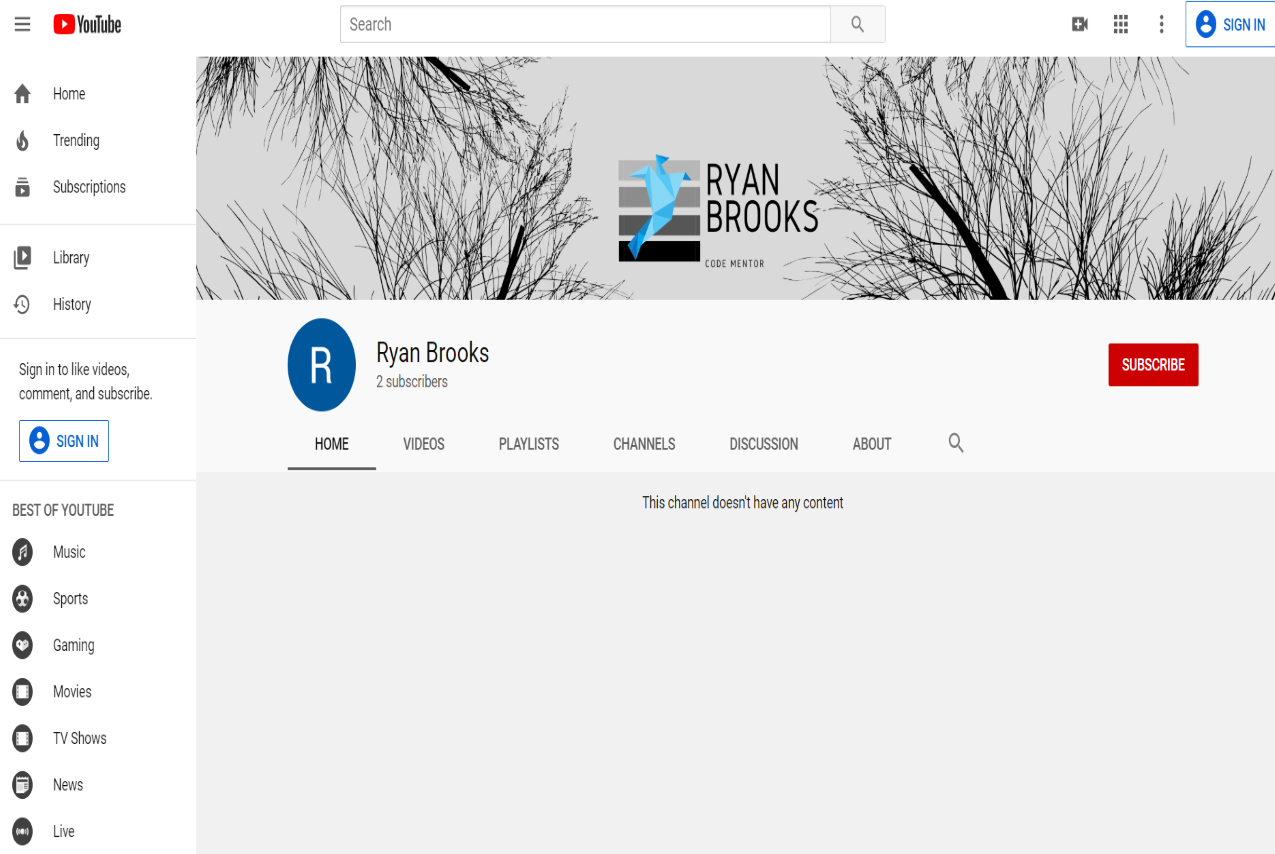 YouTube
Search
SIGN IN
Home
Trending
Subscriptions
Library
History
Sign in to like videos,
comment, and subscribe.
SIGN IN
BEST OF YOUTUBE
Music
Sports
Gaming
Movies
TV Shows
News
Live
RYAN
BROOKS
CODE MENTOR
R
Ryan Brooks
2 subscribers
SUBSCRIBE
HOME VIDEOS PLAYLISTS CHANNELS DISCUSSION ABOUT
This channel doesn't have any content